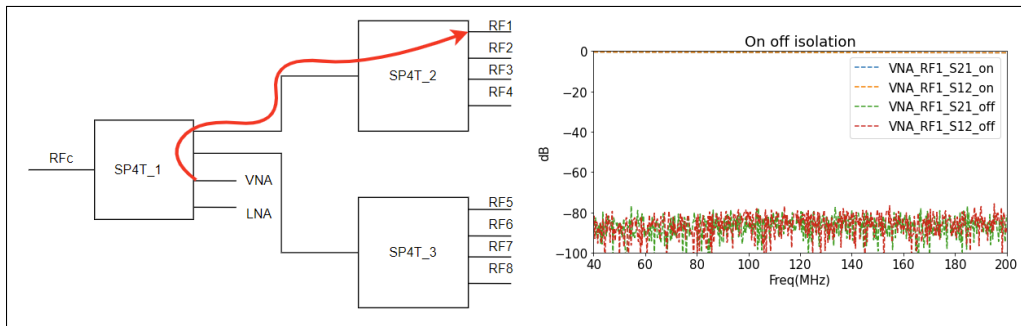 RFc
SP4T_1
VNA
LNA
SP4T_2
RF1
RF2
RF3
RF4
SP4T_3
RF5
RF6
RF7
RF8
On off isolation
VNA_RF1_S21_on
VNA_RF1_S12_on
VNA_RF1_S21_off
VNA_RF1_S12_off
dB
0
−20
−40
−60
−80
−100
40 60 80 100 120 140 160 180 200
Freq(MHz)